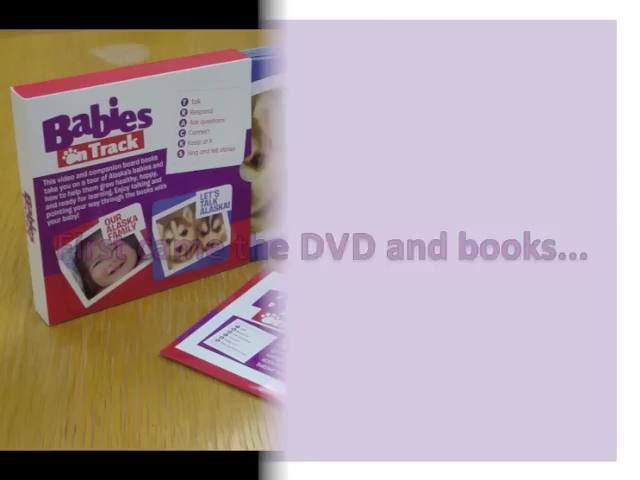 Babies
on Track
This video and companion board books
take you on a tour of Alaska's babies and
how to help them grow healthy, happy,
and ready for learning. Enjoy talking and
pointing your way through the books with
your baby!
T Talk
R Respond
A Ask questions
C Connect
K Keep at it
S Sing and tell stories
OUR
ALASKA
FAMILY
LET'S
TALK
ALASKA!
First came the DVD and books...